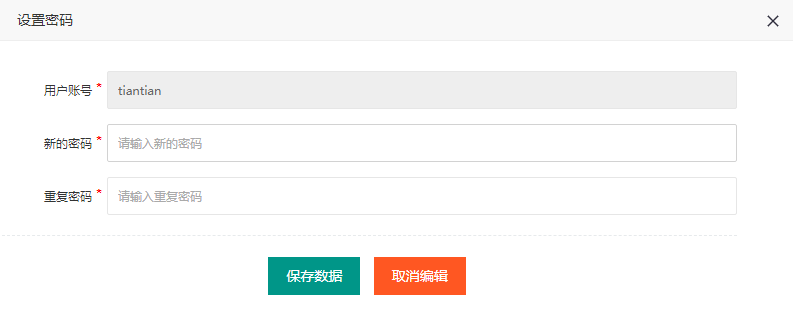 设置密码
用户账号 * tiantian
新的密码 * 请输入新的密码
重复密码 * 请输入重复密码
保存数据 取消编辑